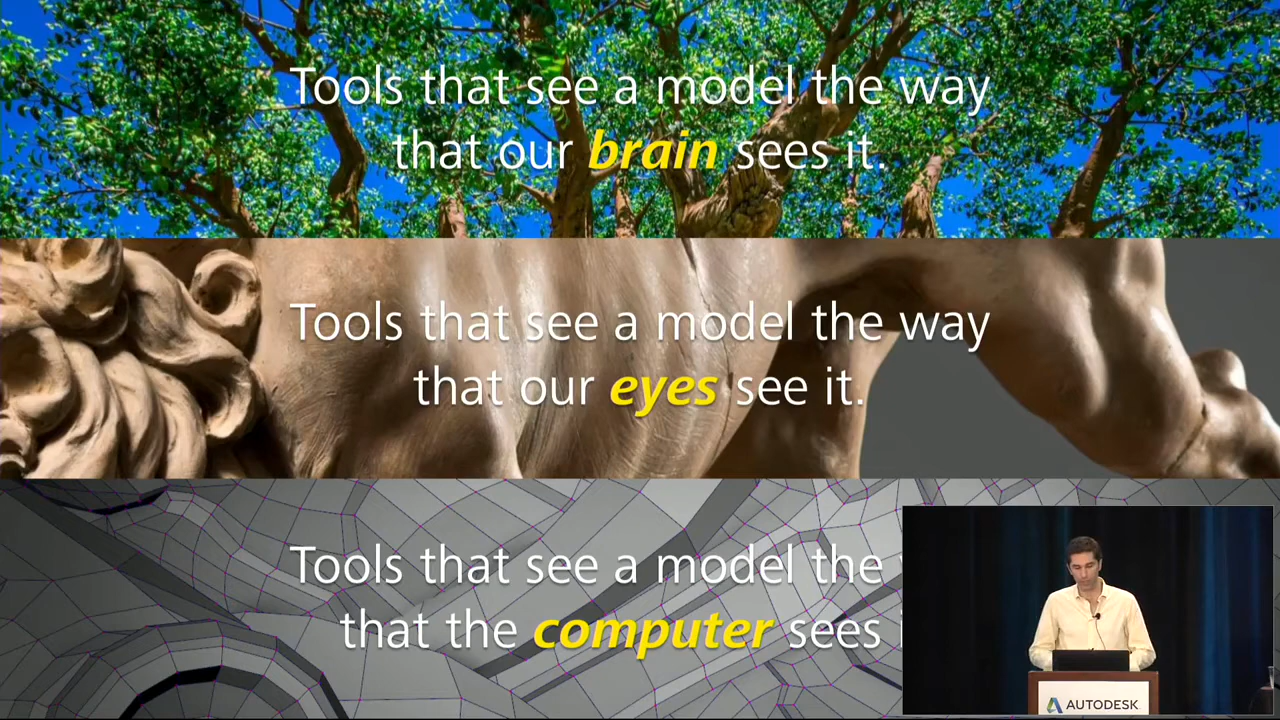 Tools that see a model the way
that our brain sees it.
Tools that see a model the way
that our eyes see it.
Tools that see a model the
that the computer sees
AUTODESK